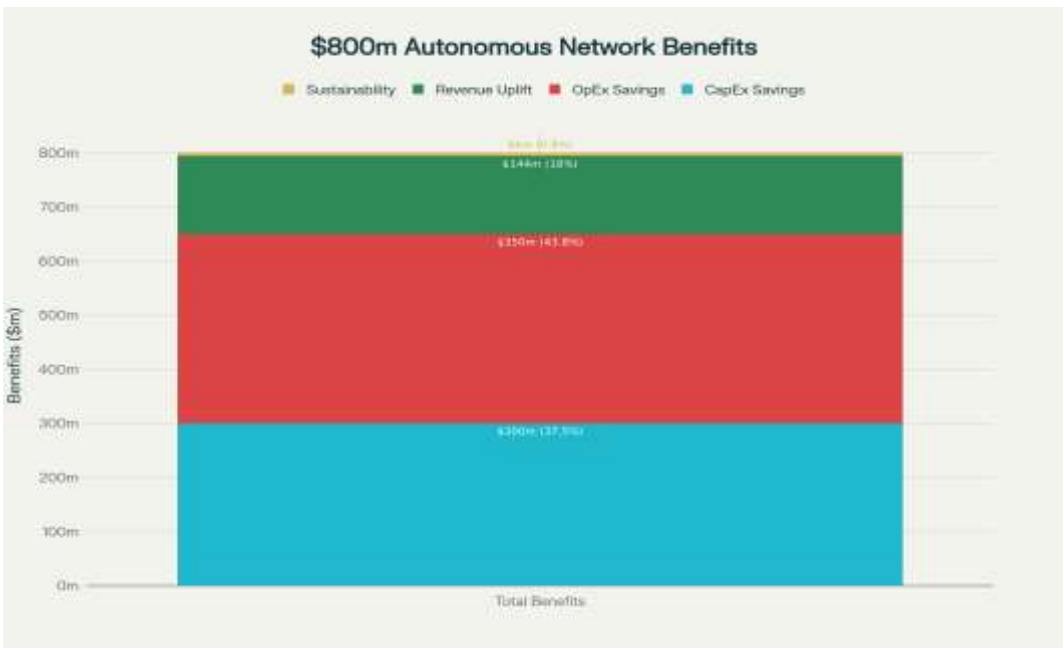 $800m Autonomous Network Benefits
Sustainability Revenue Uplift OpEx Savings CapEx Savings
800m
$144m (18%)
700m
$350m (43.8%)
600m
500m
Benefits ($m)
400m
300m
$300m (37.5%)
200m
100m
0m
Total Benefits